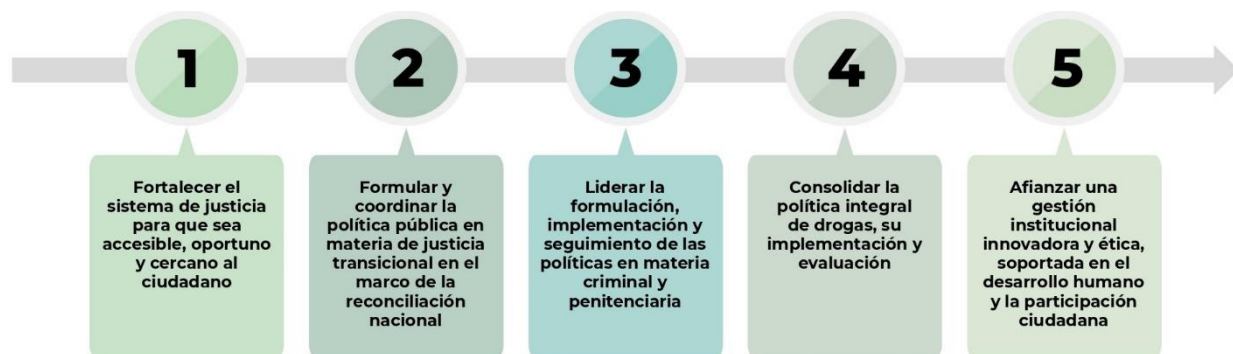 1
2
3
4
5
Fortalecer el
sistema de justicia
para que sea
accesible, oportuno
y cercano al
ciudadano
Formular y
coordinar la
política pública en
materia de justicia
transicional en el
marco de la
reconciliación
nacional
Liderar la
formulación,
implementación y
seguimiento de las
políticas en materia
criminal y
penitenciaria
Consolidar la
política integral
de drogas, su
implementación y
evaluación
Afianzar una
gestión
institucional
innovadora y ética,
soportada en el
desarrollo humano
y la participación
ciudadana